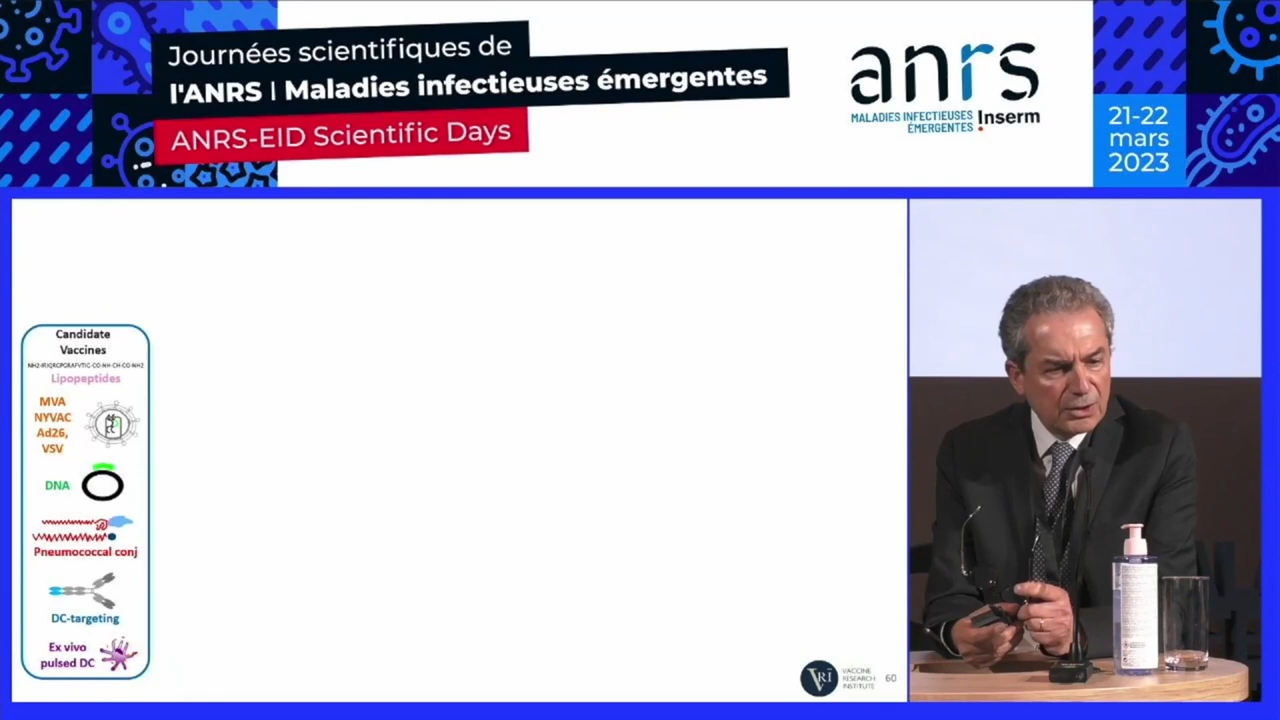 Journées scientifiques de
l'ANRS | Maladies infectieuses émergentes
ANRS-EID Scientific Days
anrs
MALADIES INFECTIEUSES
ÉMERGENTES
Inserm
21-22
mars
2023
Candidate
Vaccines
Lipopeptides
MVA
NYVAC
Ad26,
VSV
DNA
Pneumococcal conj
DC-targeting
Ex vivo
pulsed DC
VRI
VACCINE
RESEARCH
INSTITUTE
60